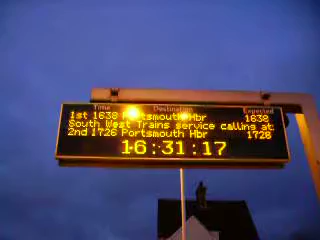 Time Destination Expected
1st 1638 Portsmouth Hbr 1638
South West Trains service calling at:
2nd 1726 Portsmouth Hbr 1728
16:31:17